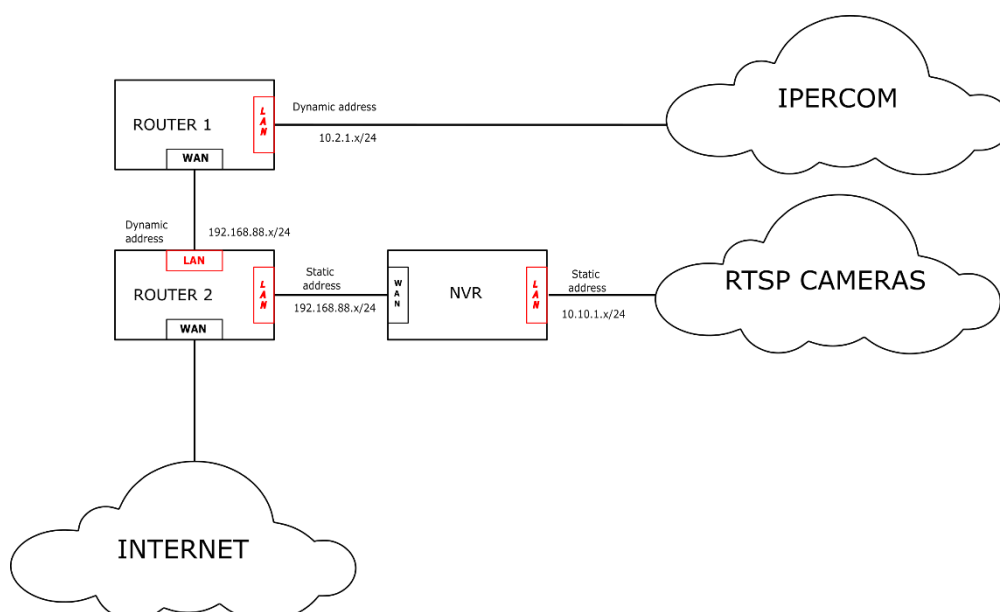 IPERCOM
Dynamic address
LAN
ROUTER 1
10.2.1.x/24
WAN
Dynamic
address
192.168.88.x/24
LAN
RTSP CAMERAS
ROUTER 2
LAN
Static
address
192.168.88.x/24
WAN
NVR
LAN
Static
address
10.10.1.x/24
WAN
INTERNET